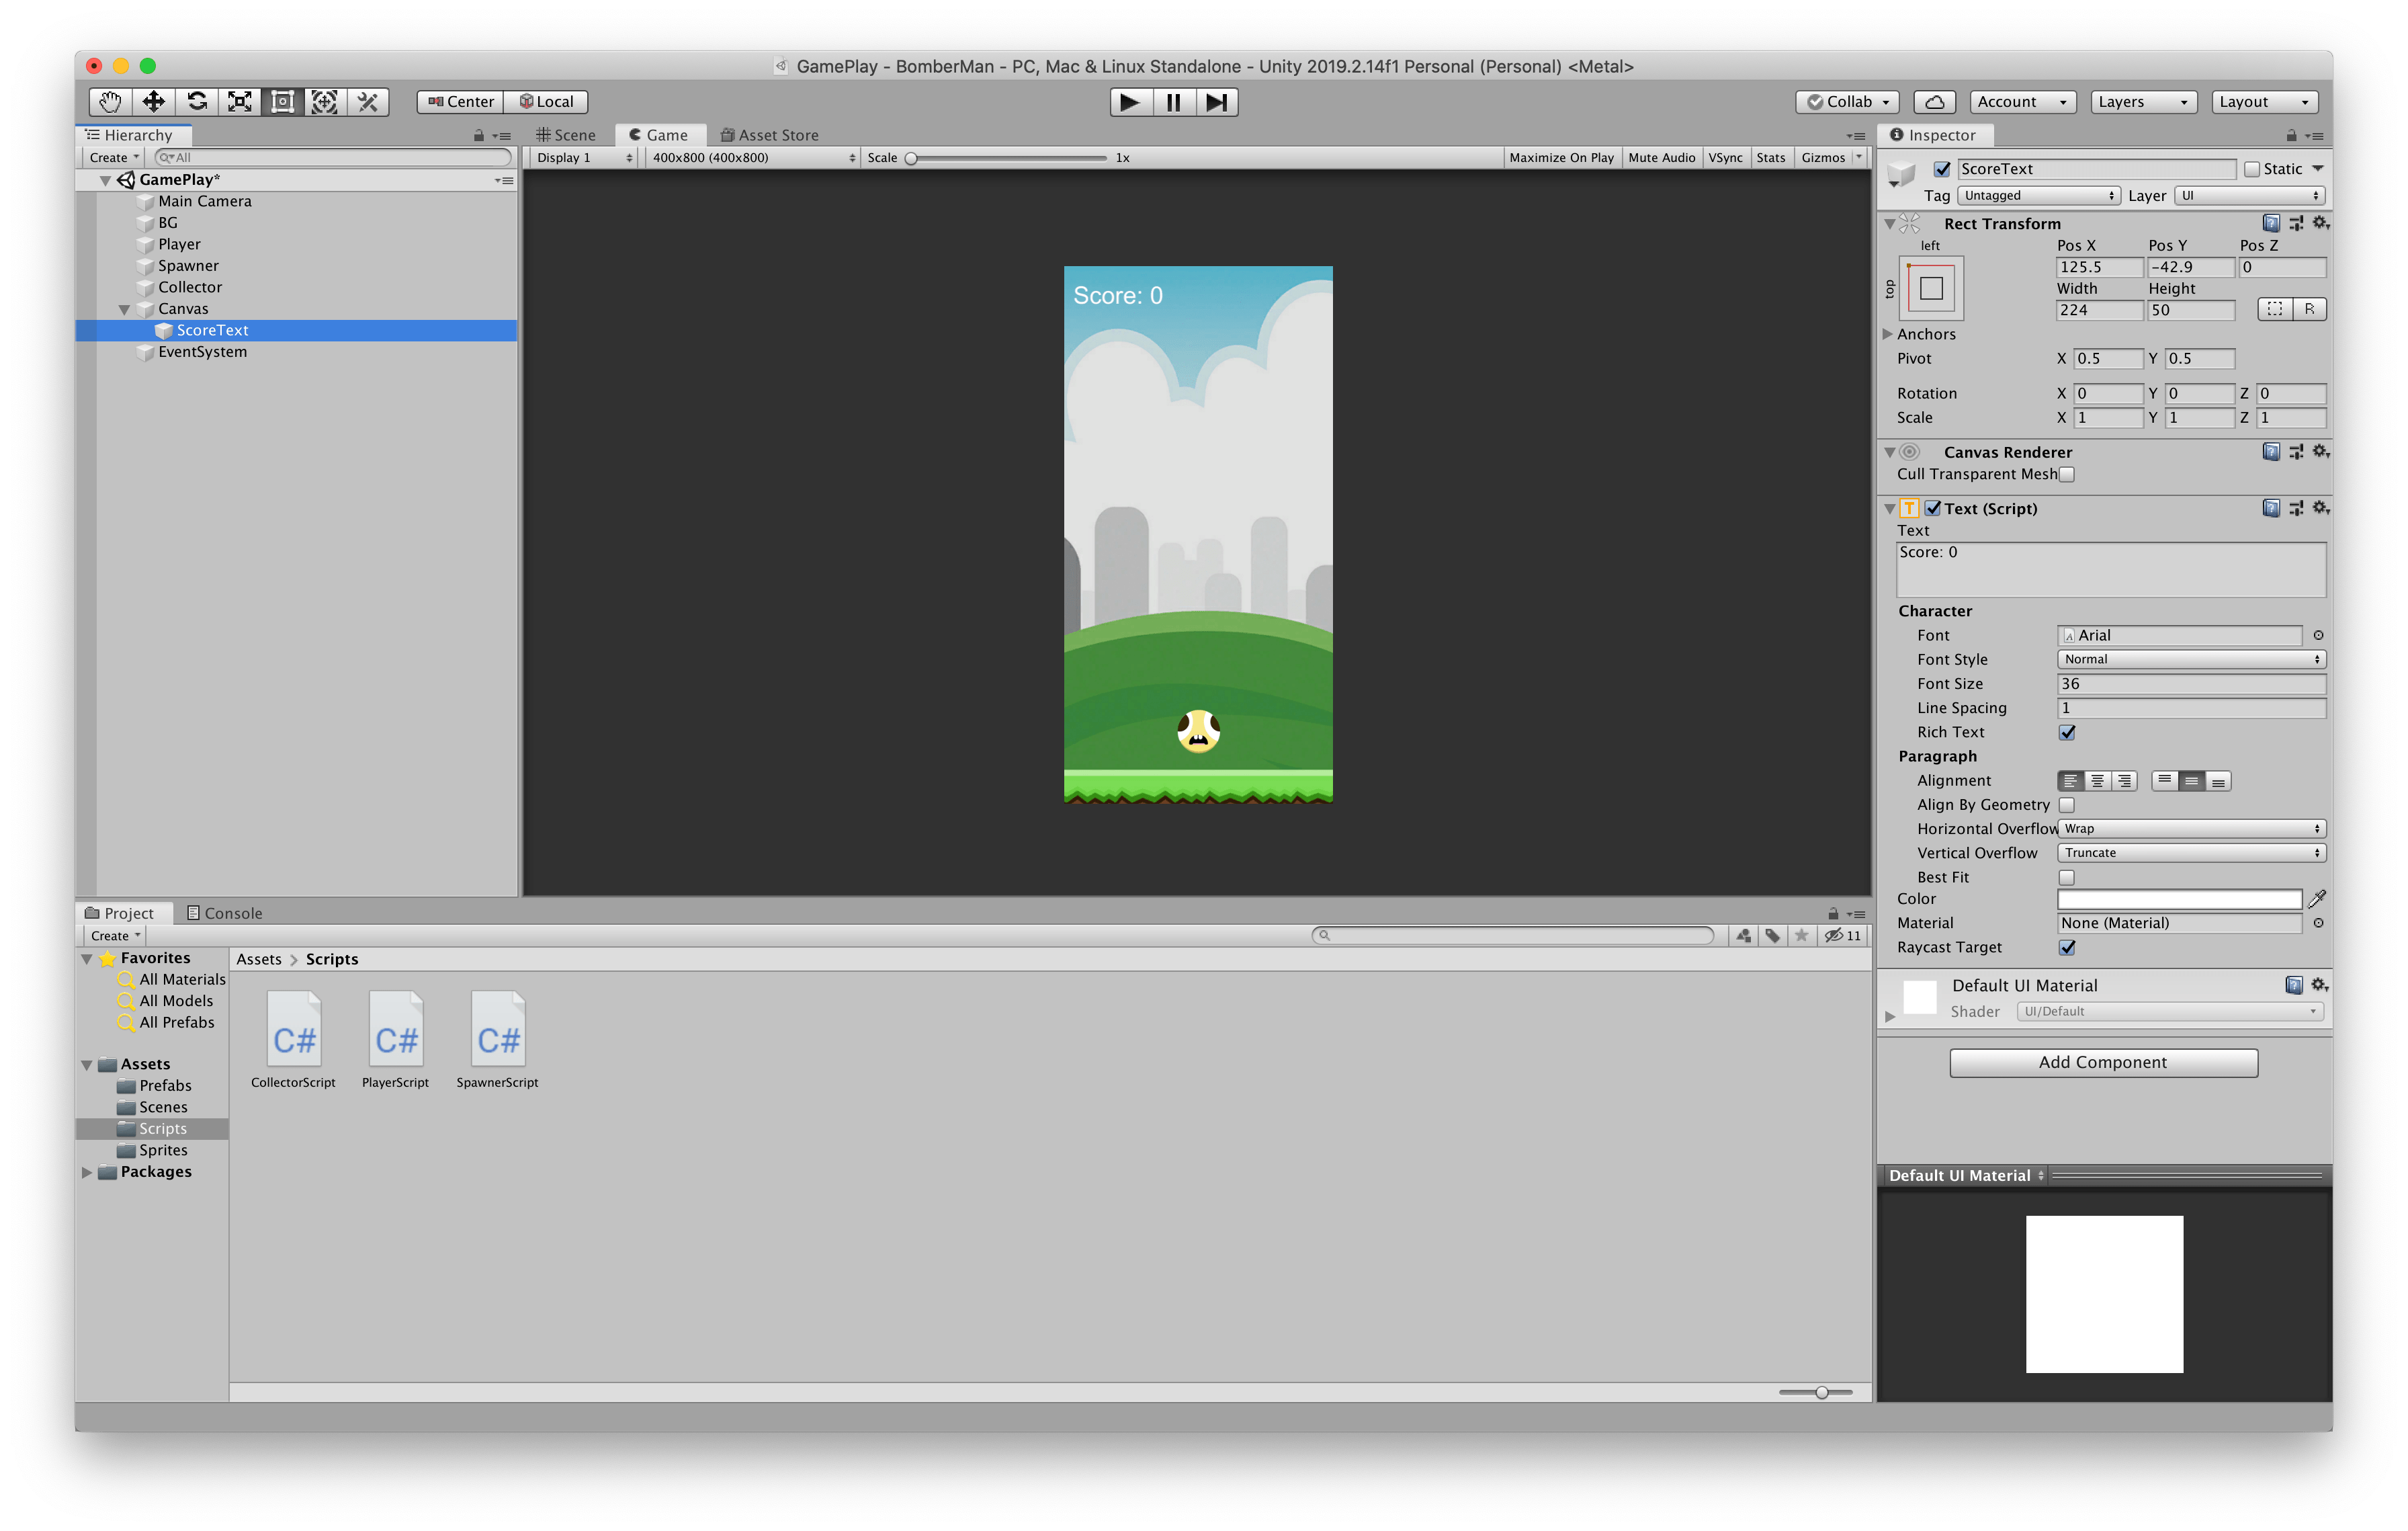 GamePlay - BomberMan - PC, Mac & Linux Standalone - Unity 2019.2.14f1 Personal (Personal) <Metal>
Center Local Collab Account Layers Layout
Hierarchy
Create All
GamePlay*
Main Camera
BG
Player
Spawner
Collector
Canvas
ScoreText
EventSystem
Scene Game Asset Store
Display 1 400x800 (400x800) Scale 1x Maximize On Play Mute Audio VSync Stats Gizmos
Score: 0
Inspector
ScoreText Static
Tag Untagged Layer UI
Rect Transform
left Pos X Pos Y Pos Z
top 125.5 -42.9 0
Width Height
224 50 R
Anchors
Pivot X 0.5 Y 0.5
Rotation X 0 Y 0 Z 0
Scale X 1 Y 1 Z 1
Canvas Renderer
Cull Transparent Mesh
T Text (Script)
Text
Score: 0
Character
Font Arial
Font Style Normal
Font Size 36
Line Spacing 1
Rich Text
Paragraph
Alignment
Align By Geometry
Horizontal Overflow Wrap
Vertical Overflow Truncate
Best Fit
Color
Material None (Material)
Raycast Target
Default UI Material
Shader UI/Default
Add Component
Default UI Material
Project Console
Create 11
Favorites
All Materials
All Models
All Prefabs
Assets
Prefabs
Scenes
Scripts
Sprites
Packages
Assets > Scripts
C# C# C#
CollectorScript PlayerScript SpawnerScript